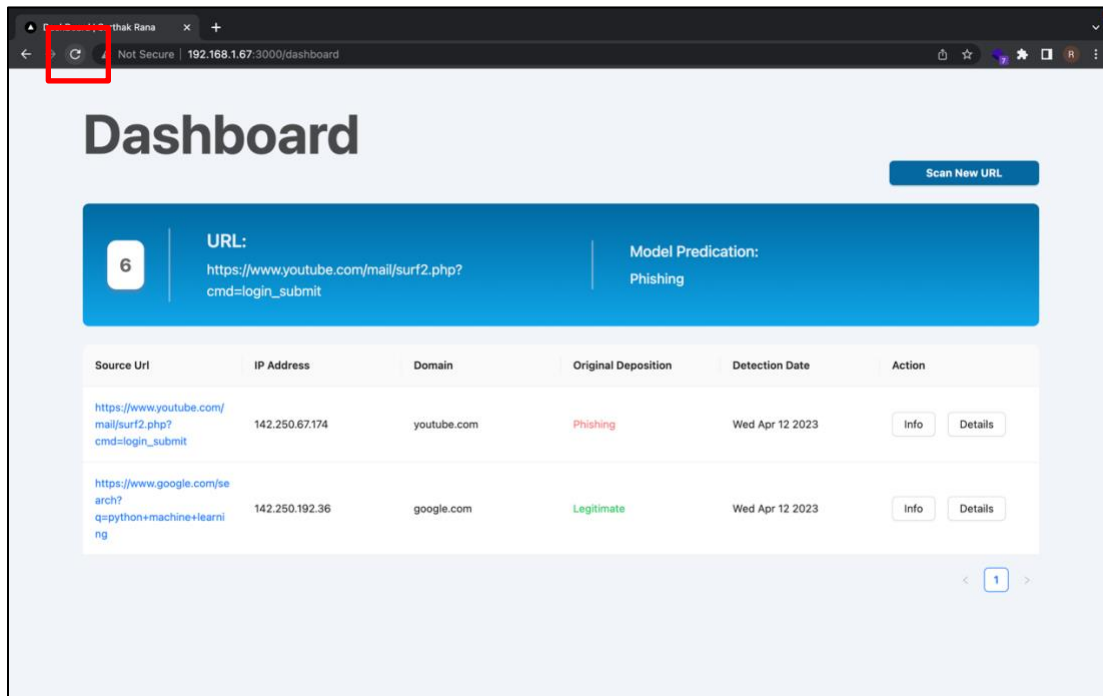 Dashboard | Sarthak Rana
Not Secure | 192.168.1.67:3000/dashboard
7
R
Dashboard
Scan New URL
6
URL:
https://www.youtube.com/mail/surf2.php?
cmd=login_submit
Model Predication:
Phishing
Source Url IP Address Domain Original Deposition Detection Date Action
https://www.youtube.com/
mail/surf2.php?
cmd=login_submit
142.250.67.174 youtube.com Phishing Wed Apr 12 2023 Info Details
https://www.google.com/se
arch?
q=python+machine+learni
ng
142.250.192.36 google.com Legitimate Wed Apr 12 2023 Info Details
< 1 >